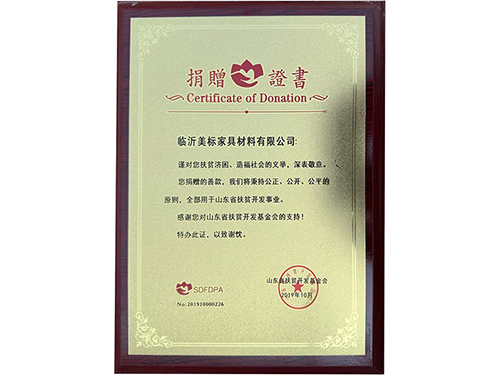 捐贈 證書
Certificate of Donation
临沂美标家具材料有限公司:
谨对您扶贫济困、造福社会的义举，深表敬意。
您捐赠的善款，我们将秉持公正、公开、公平的
原则，全部用于山东省扶贫开发事业。
感谢您对山东省扶贫开发基金会的支持！
特办此证，以致谢忱。
SDFDPA
No:201910000226
山东省扶贫开发基金会
2019年10月